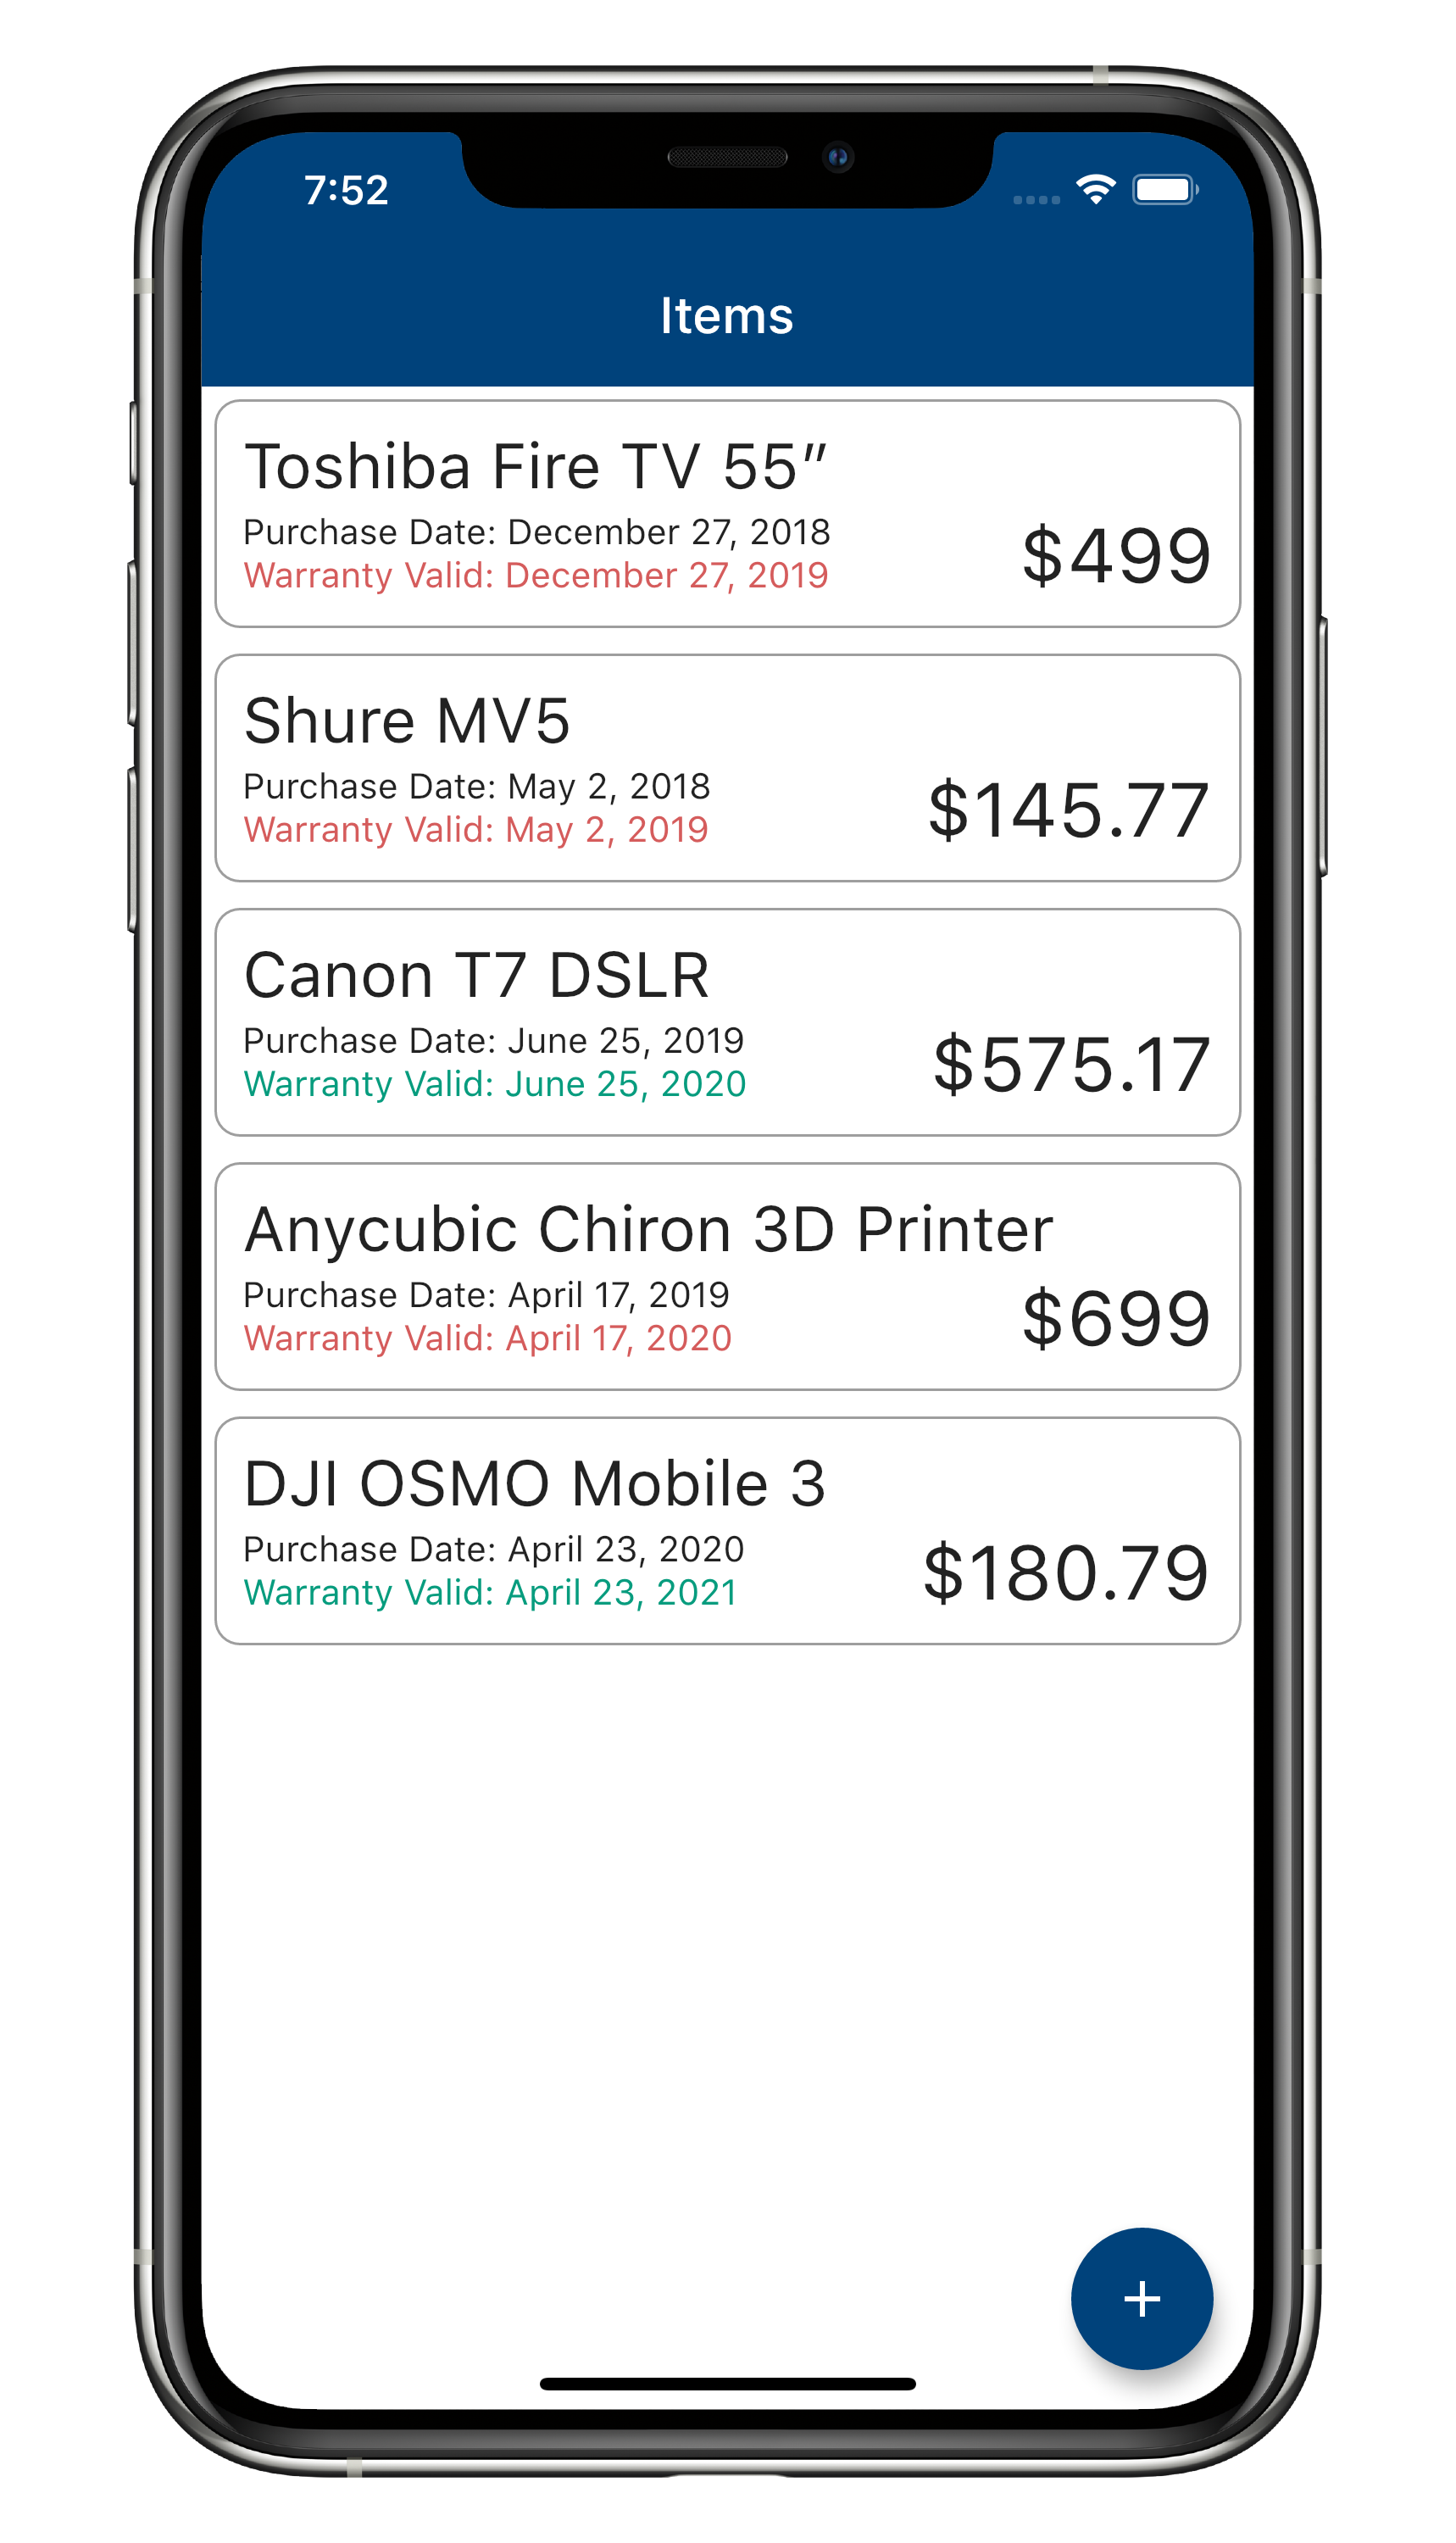 7:52
Items
Toshiba Fire TV 55”
Purchase Date: December 27, 2018
Warranty Valid: December 27, 2019
$499
Shure MV5
Purchase Date: May 2, 2018
Warranty Valid: May 2, 2019
$145.77
Canon T7 DSLR
Purchase Date: June 25, 2019
Warranty Valid: June 25, 2020
$575.17
Anycubic Chiron 3D Printer
Purchase Date: April 17, 2019
Warranty Valid: April 17, 2020
$699
DJI OSMO Mobile 3
Purchase Date: April 23, 2020
Warranty Valid: April 23, 2021
$180.79
+